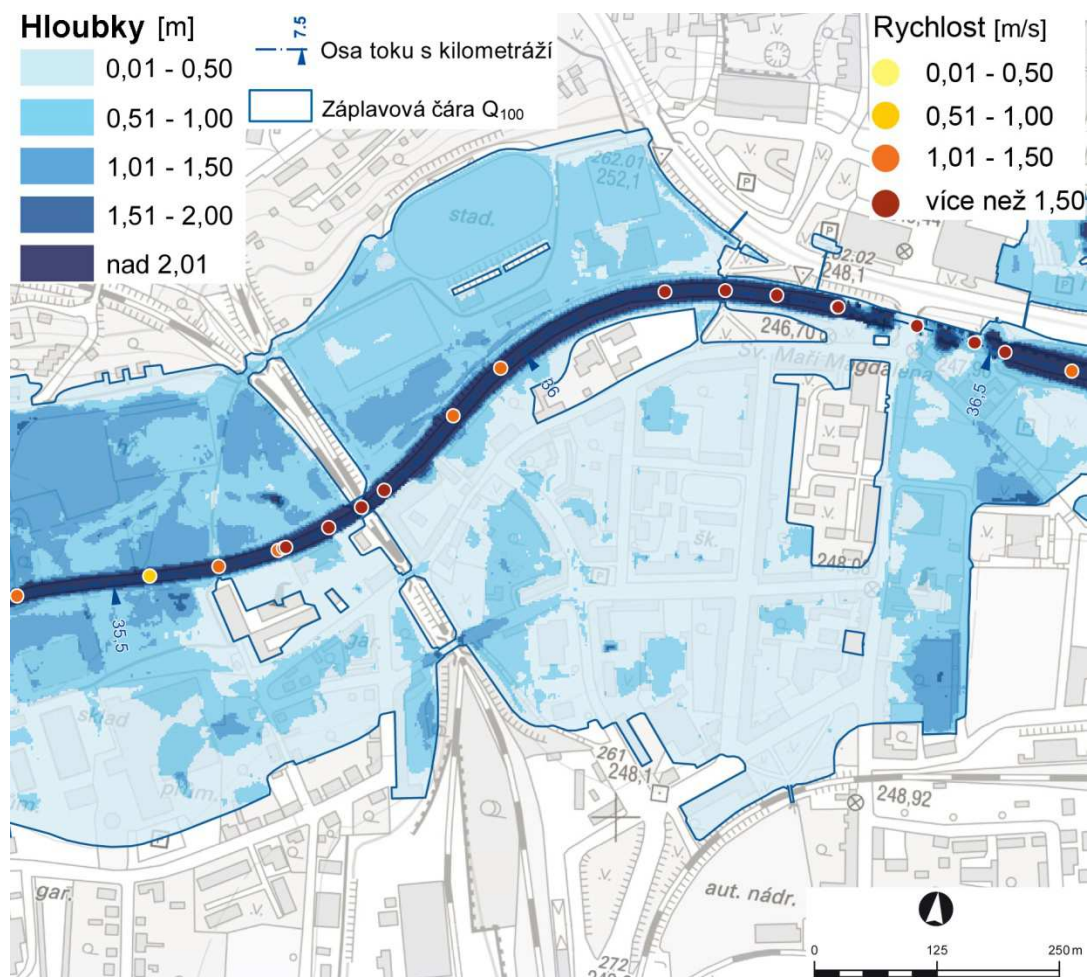 Hloubky [m]
0,01 - 0,50
0,51 - 1,00
1,01 - 1,50
1,51 - 2,00
nad 2,01
7.5
Osa toku s kilometráží
Záplavová čára Q₁₀₀
Rychlost [m/s]
0,01 - 0,50
0,51 - 1,00
1,01 - 1,50
více než 1,50
262.01
252,1
stad.
P
P
248,1
246,70
Sv. Maří Magdaléna
36
36,5
P
šk.
P
35,5
sklad
prům.
261
248,1
248,92
gar.
aut. nádr.
272
0
125
250 m